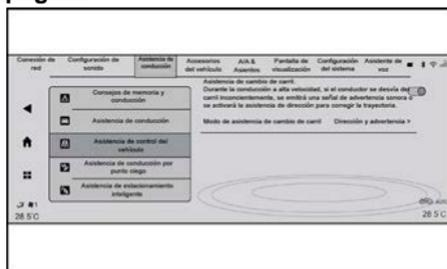 Conexión de red
Configuración de sonido
Asistencia de conducción
Accesorios del vehículo
A/A & Asientos
Pantalla de visualización
Configuración del sistema
Asistente de voz
Consejos de memoria y conducción
Asistencia de conducción
Asistencia de control del vehículo
Asistencia de conducción por punto ciego
Asistencia de estacionamiento inteligente
Asistencia de cambio de carril.
Durante la conducción a alta velocidad, si el conductor se desvía del
carril inconcientemente, se emitirá una señal de advertencia sonora o
se activará la asistencia de dirección para corregir la trayectoria.
Modo de asistencia de cambio de carril Dirección y advertencia >
1
28 5'C
AUTO
28 5 C